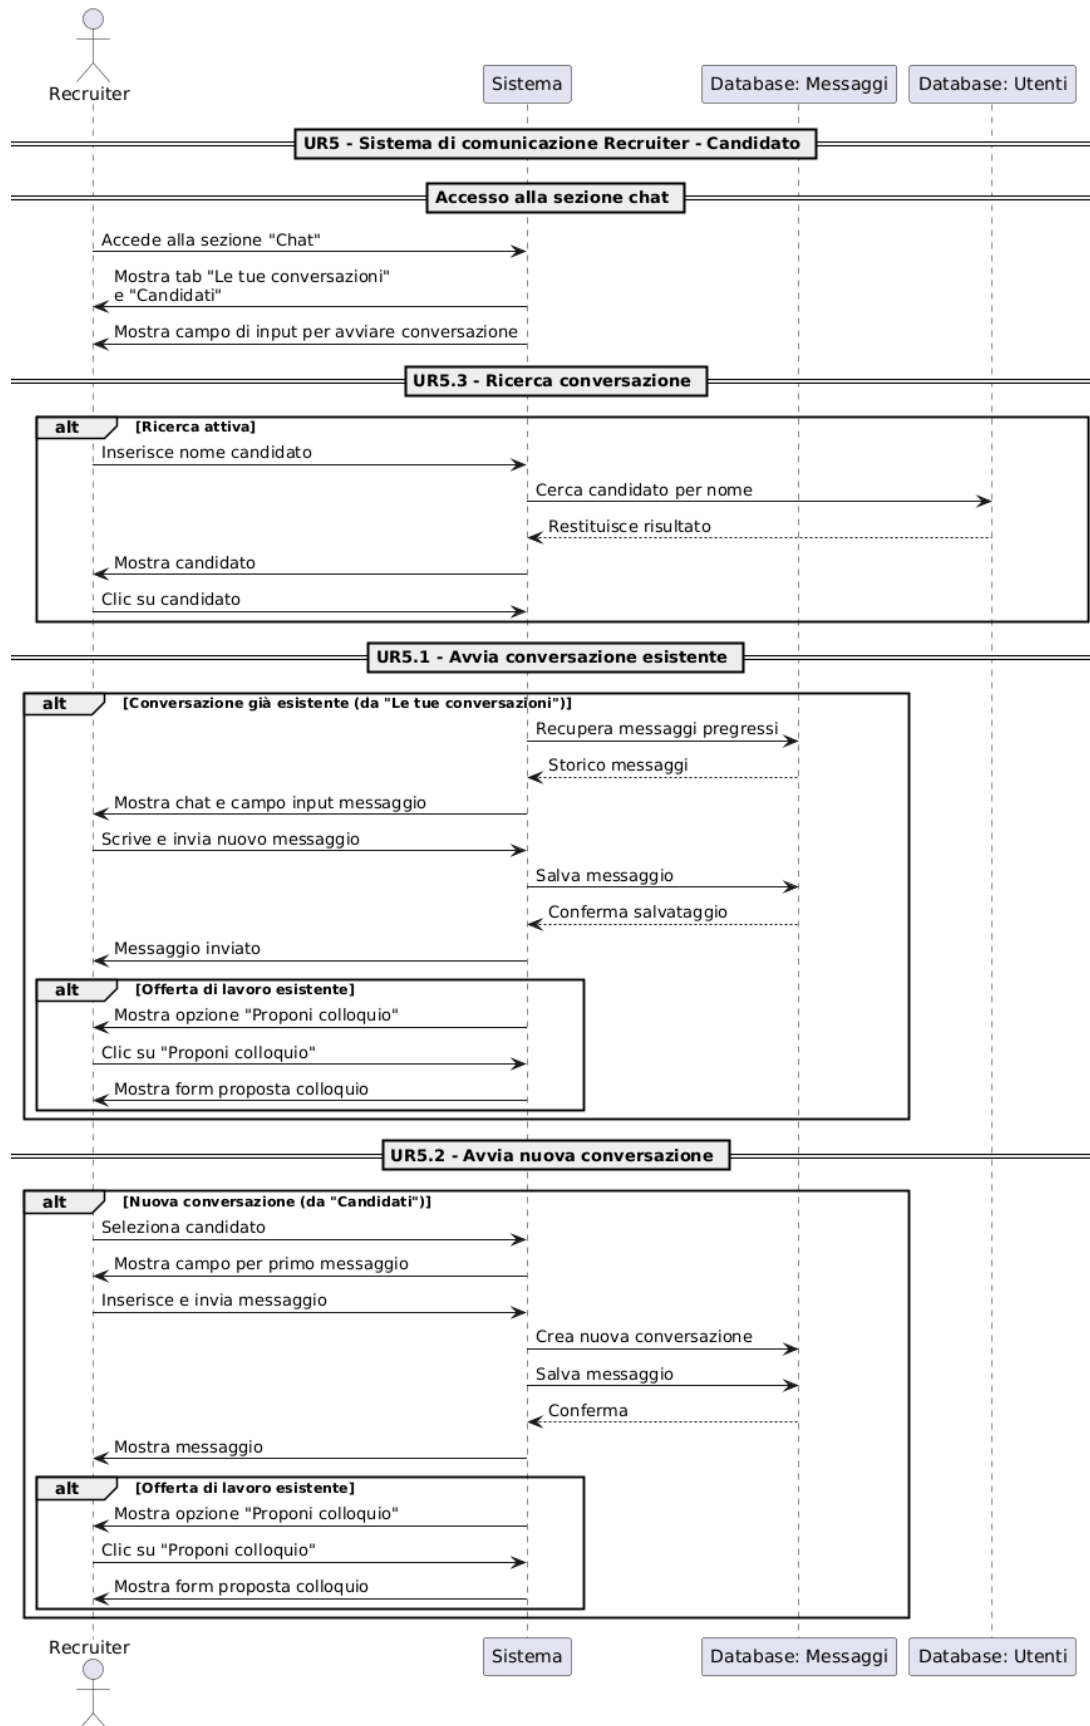 Recruiter
Sistema
Database: Messaggi
Database: Utenti
UR5 - Sistema di comunicazione Recruiter - Candidato
Accesso alla sezione chat
Accede alla sezione "Chat"
Mostra tab "Le tue conversazioni"
e "Candidati"
Mostra campo di input per avviare conversazione
UR5.3 - Ricerca conversazione
alt
[Ricerca attiva]
Inserisce nome candidato
Cerca candidato per nome
Restituisce risultato
Mostra candidato
Clic su candidato
UR5.1 - Avvia conversazione esistente
alt
[Conversazione già esistente (da "Le tue conversazioni")]
Recupera messaggi pregressi
Storico messaggi
Mostra chat e campo input messaggio
Scrive e invia nuovo messaggio
Salva messaggio
Conferma salvataggio
Messaggio inviato
alt
[Offerta di lavoro esistente]
Mostra opzione "Proponi colloquio"
Clic su "Proponi colloquio"
Mostra form proposta colloquio
UR5.2 - Avvia nuova conversazione
alt
[Nuova conversazione (da "Candidati")]
Seleziona candidato
Mostra campo per primo messaggio
Inserisce e invia messaggio
Crea nuova conversazione
Salva messaggio
Conferma
Mostra messaggio
alt
[Offerta di lavoro esistente]
Mostra opzione "Proponi colloquio"
Clic su "Proponi colloquio"
Mostra form proposta colloquio
Recruiter
Sistema
Database: Messaggi
Database: Utenti